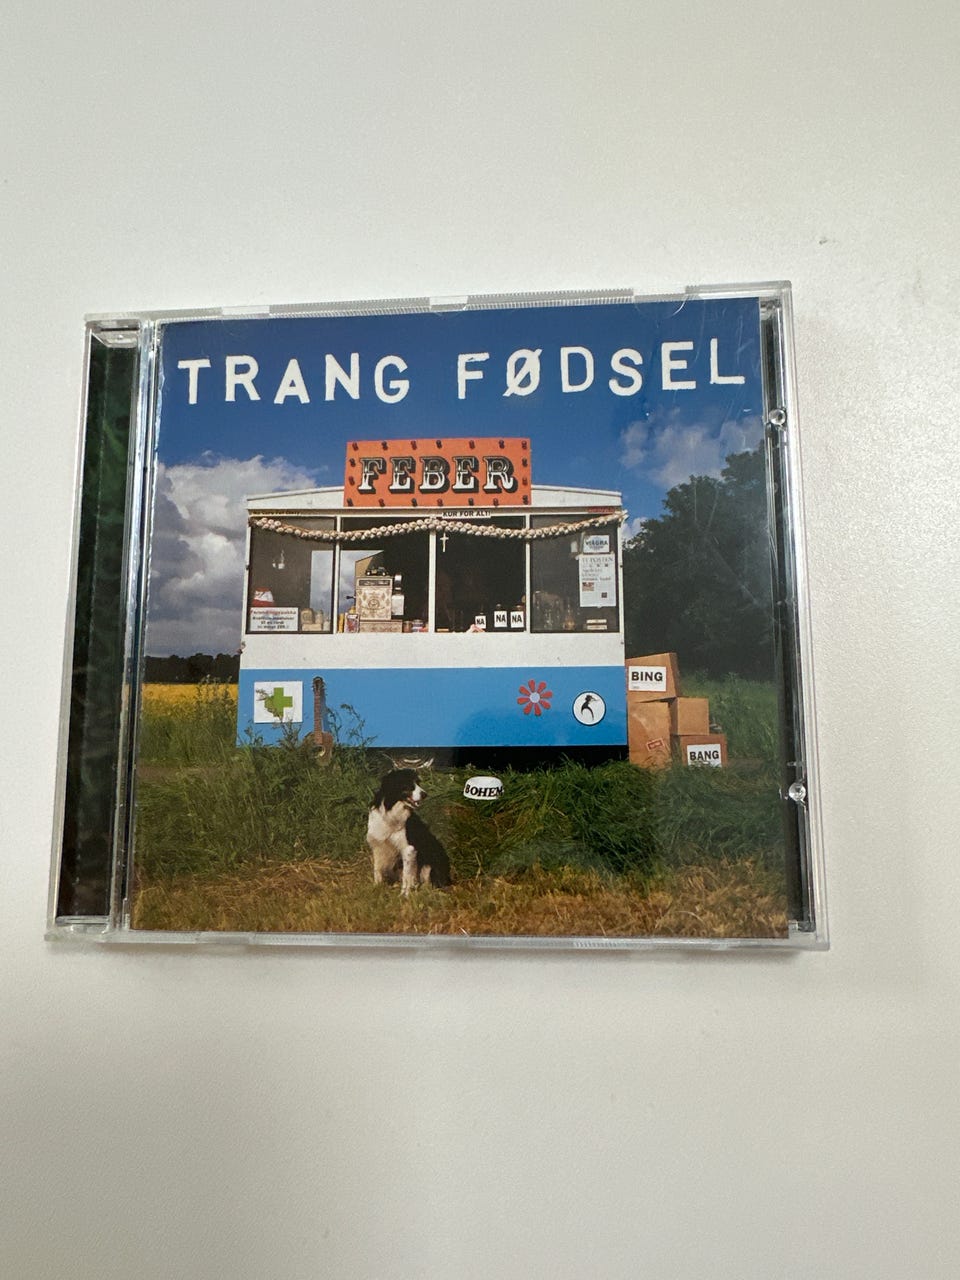 TRANG FØDSEL
FEBER
KUR FOR ALT!
VIAGRA
NA NA NA
BING
BANG
BOHEM